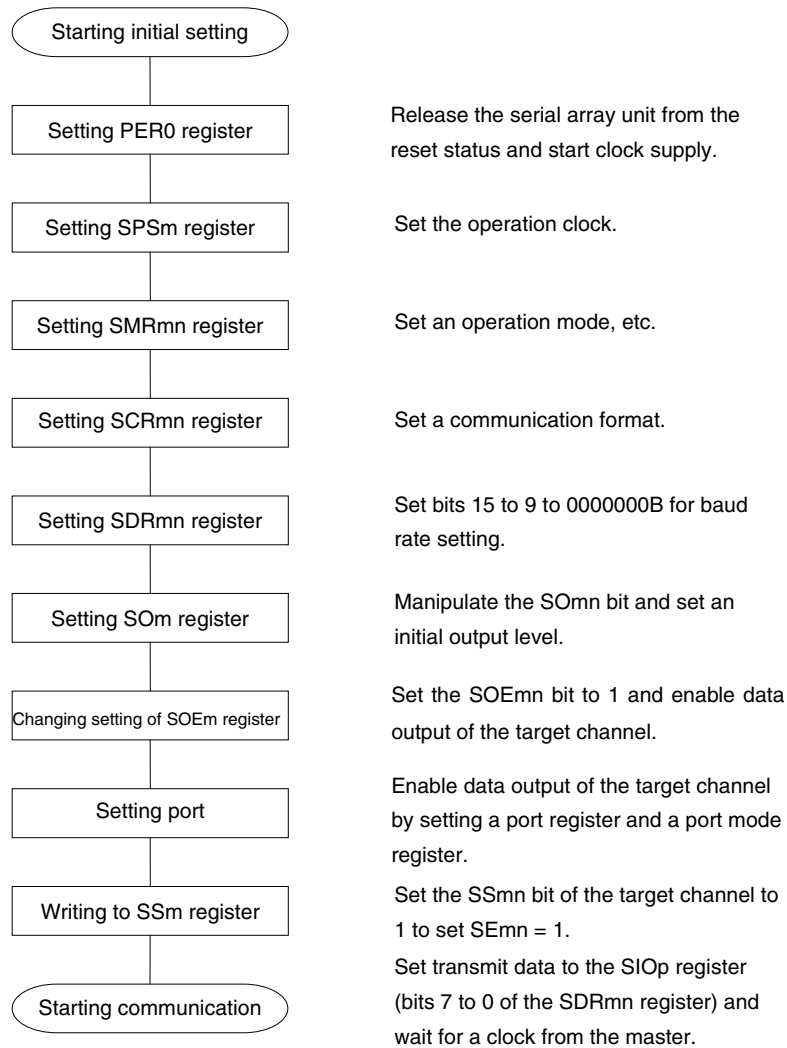 Starting initial setting
Setting PER0 register
Release the serial array unit from the
reset status and start clock supply.
Setting SPSm register
Set the operation clock.
Setting SMRmn register
Set an operation mode, etc.
Setting SCRmn register
Set a communication format.
Setting SDRmn register
Set bits 15 to 9 to 0000000B for baud
rate setting.
Setting SOm register
Manipulate the SOmn bit and set an
initial output level.
Changing setting of SOEm register
Set the SOEmn bit to 1 and enable data
output of the target channel.
Setting port
Enable data output of the target channel
by setting a port register and a port mode
register.
Writing to SSm register
Set the SSmn bit of the target channel to
1 to set SEmn = 1.
Starting communication
Set transmit data to the SIOp register
(bits 7 to 0 of the SDRmn register) and
wait for a clock from the master.